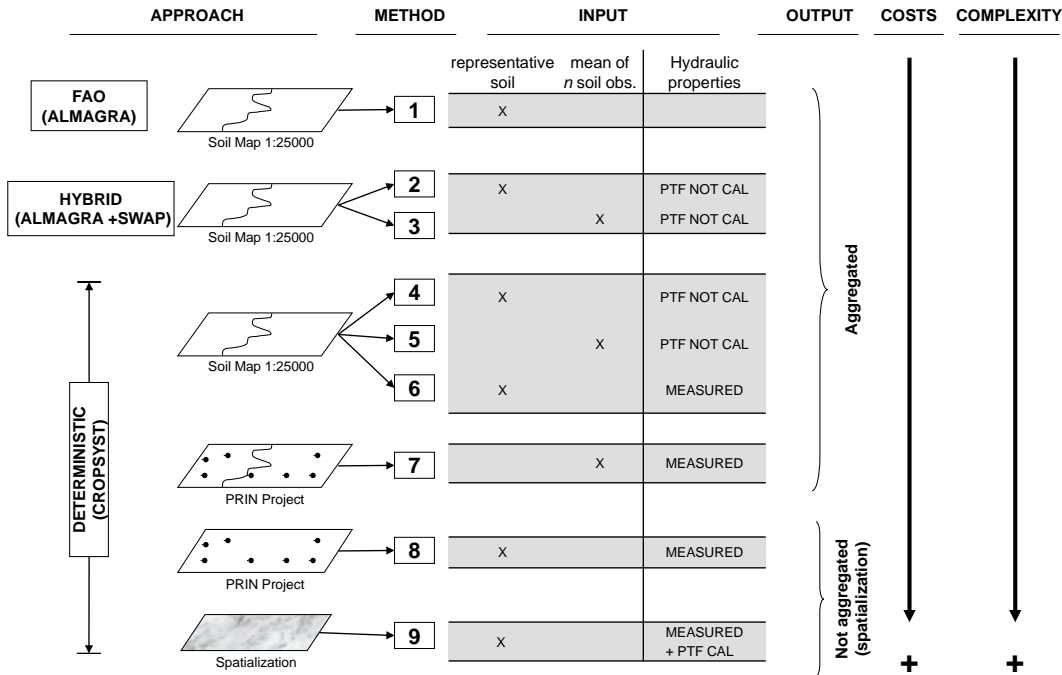 APPROACH METHOD INPUT OUTPUT COSTS COMPLEXITY
representative soil mean of n soil obs. Hydraulic properties
FAO
(ALMAGRA)
Soil Map 1:25000
1 X
HYBRID
(ALMAGRA +SWAP)
Soil Map 1:25000
2 X PTF NOT CAL
3 X PTF NOT CAL
DETERMINISTIC
(CROPSYST)
Soil Map 1:25000
4 X PTF NOT CAL
5 X PTF NOT CAL
6 X MEASURED
PRIN Project
7 X MEASURED
Aggregated
PRIN Project
8 X MEASURED
Spatialization
9 X MEASURED
+ PTF CAL
Not aggregated
(spatialization)
+ +